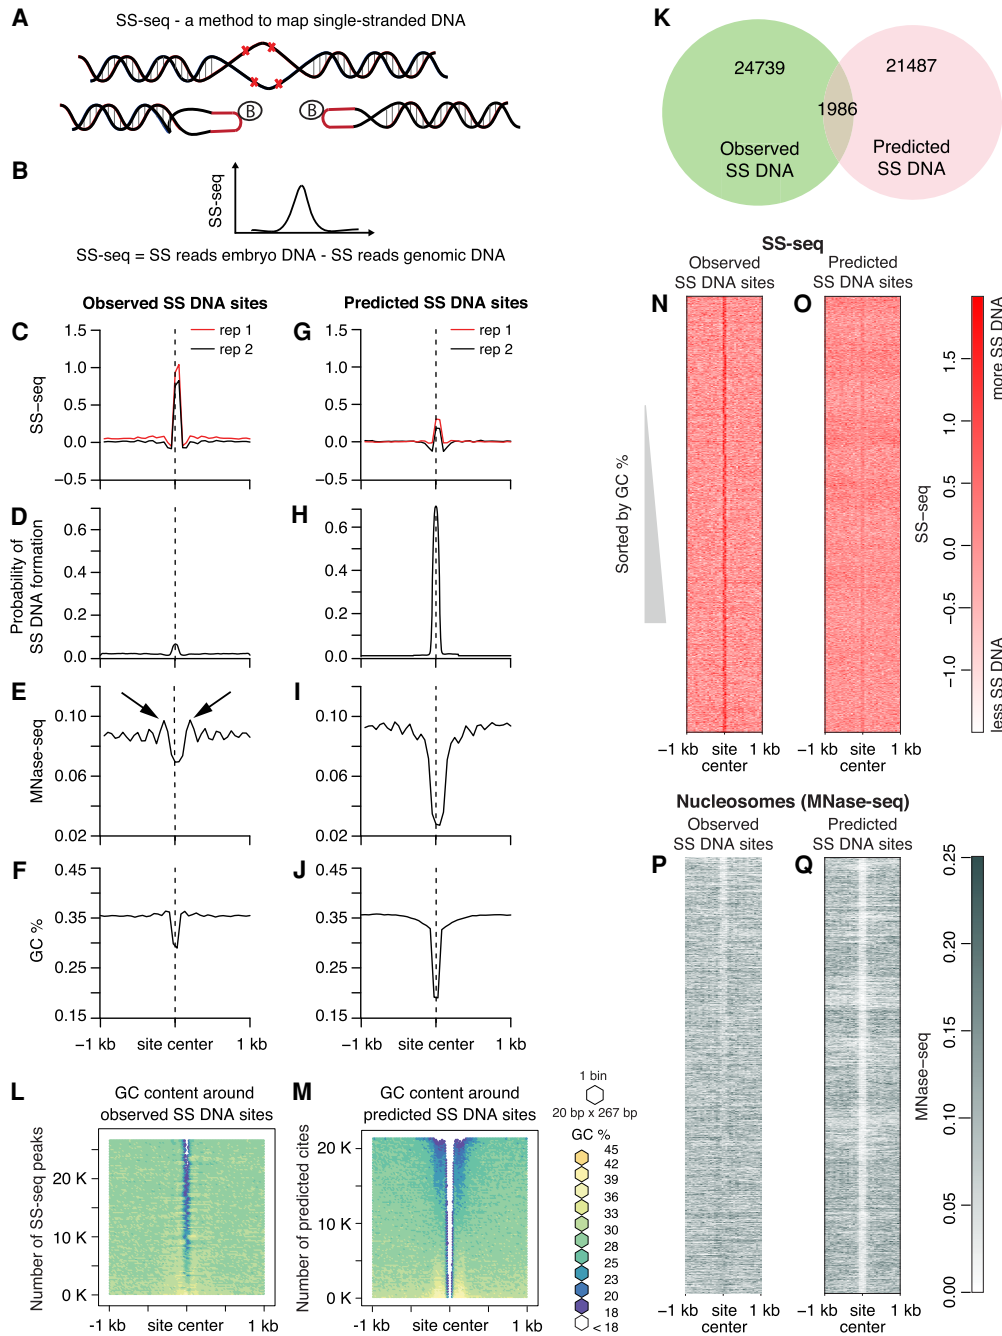 A
SS-seq - a method to map single-stranded DNA
B
B
B
SS-seq
SS-seq = SS reads embryo DNA - SS reads genomic DNA
Observed SS DNA sites
Predicted SS DNA sites
C
1.5
1.0
0.5
0.0
−0.5
SS−seq
rep 1
rep 2
G
1.5
1.0
0.5
0.0
−0.5
rep 1
rep 2
D
0.6
0.4
0.2
0.0
Probability of
SS DNA formation
H
0.6
0.4
0.2
0.0
E
0.10
0.06
0.02
MNase-seq
I
0.10
0.06
0.02
F
0.45
0.35
0.25
0.15
GC %
−1 kb site center 1 kb
J
0.45
0.35
0.25
0.15
−1 kb site center 1 kb
L
GC content around
observed SS DNA sites
Number of SS-seq peaks
20 K
10 K
0 K
-1 kb site center 1 kb
M
GC content around
predicted SS DNA sites
Number of predicted cites
20 K
10 K
0 K
-1 kb site center 1 kb
1 bin
20 bp x 267 bp
GC %
45
42
39
36
33
30
28
25
23
20
18
< 18
K
24739
21487
1986
Observed
SS DNA
Predicted
SS DNA
SS-seq
Observed
SS DNA sites
Predicted
SS DNA sites
N
O
Sorted by GC %
−1 kb site 1 kb
center
−1 kb site 1 kb
center
SS−seq
1.5
1.0
0.5
0.0
−0.5
−1.0
more SS DNA
less SS DNA
Nucleosomes (MNase-seq)
Observed
SS DNA sites
Predicted
SS DNA sites
P
Q
−1 kb site 1 kb
center
−1 kb site 1 kb
center
MNase−seq
0.25
0.20
0.15
0.10
0.05
0.00